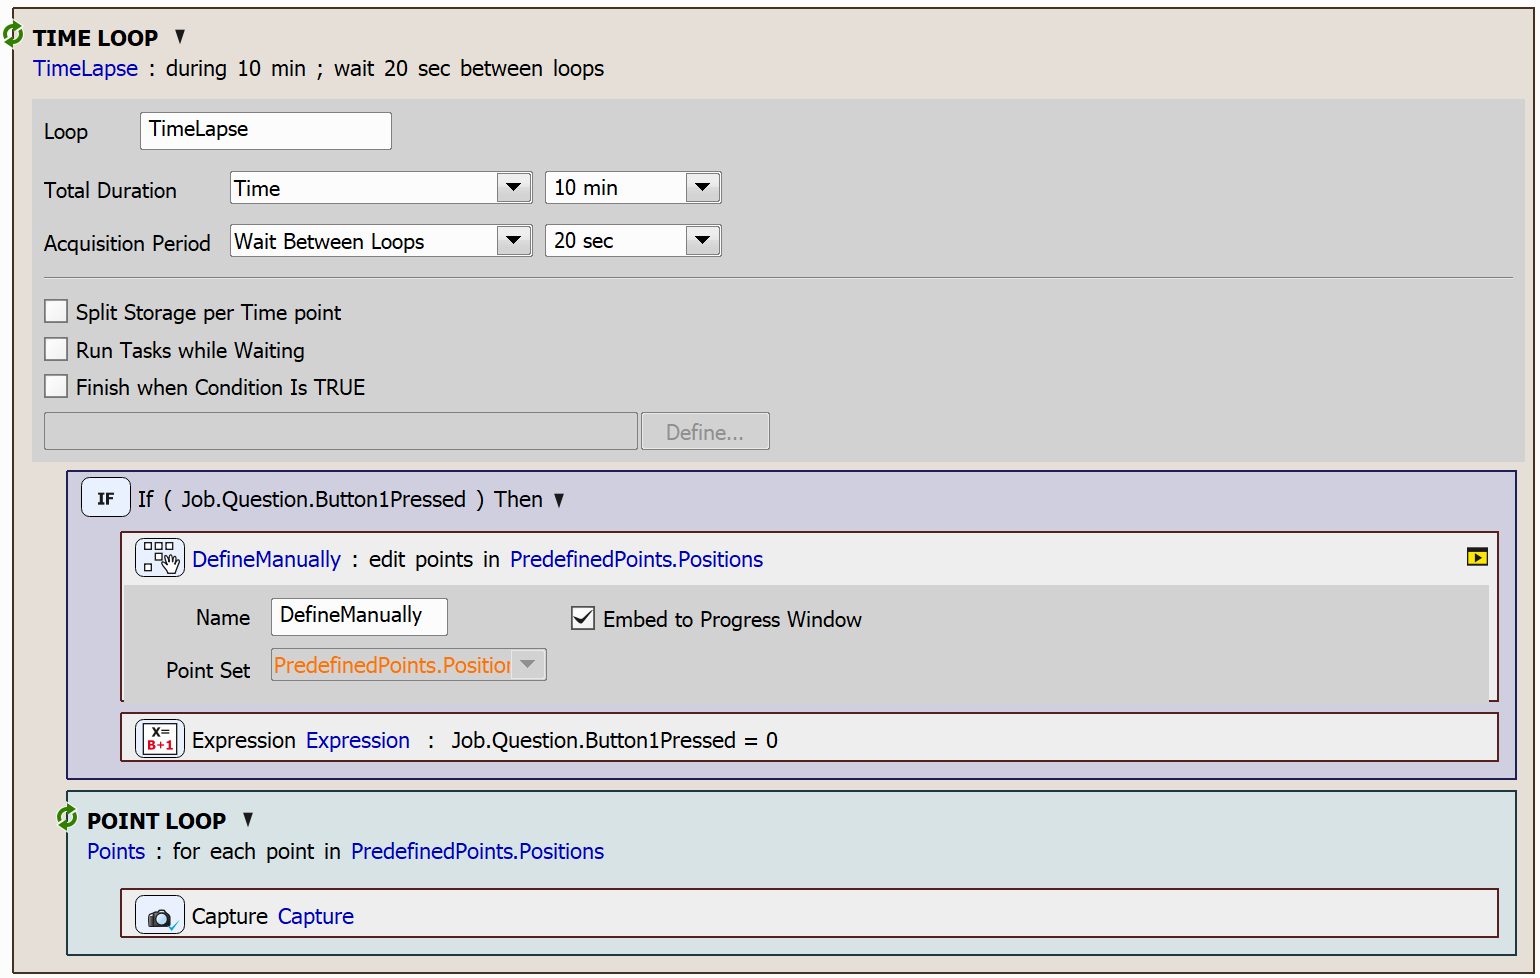 TIME LOOP
TimeLapse : during 10 min ; wait 20 sec between loops
Loop TimeLapse
Total Duration Time 10 min
Acquisition Period Wait Between Loops 20 sec
Split Storage per Time point
Run Tasks while Waiting
Finish when Condition Is TRUE
Define...
IF If ( Job.Question.Button1Pressed ) Then
DefineManually : edit points in PredefinedPoints.Positions
Name DefineManually Embed to Progress Window
Point Set PredefinedPoints.Position
X= B+1 Expression Expression : Job.Question.Button1Pressed = 0
POINT LOOP
Points : for each point in PredefinedPoints.Positions
Capture Capture